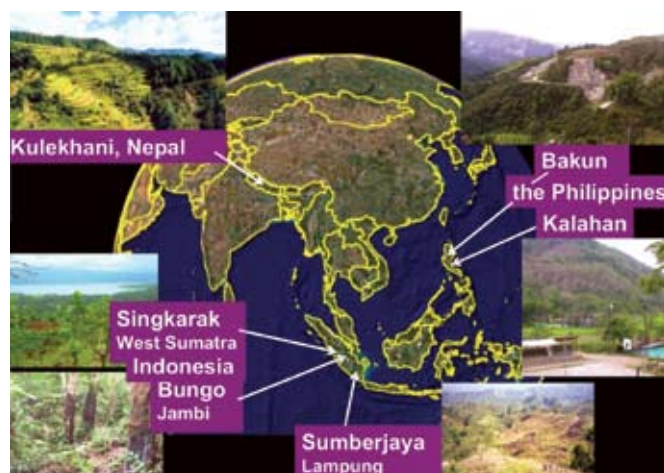 Kulekhani, Nepal
Bakun
the Philippines
Kalahan
Singkarak
West Sumatra
Indonesia
Bungo
Jambi
Sumberjaya
Lampung